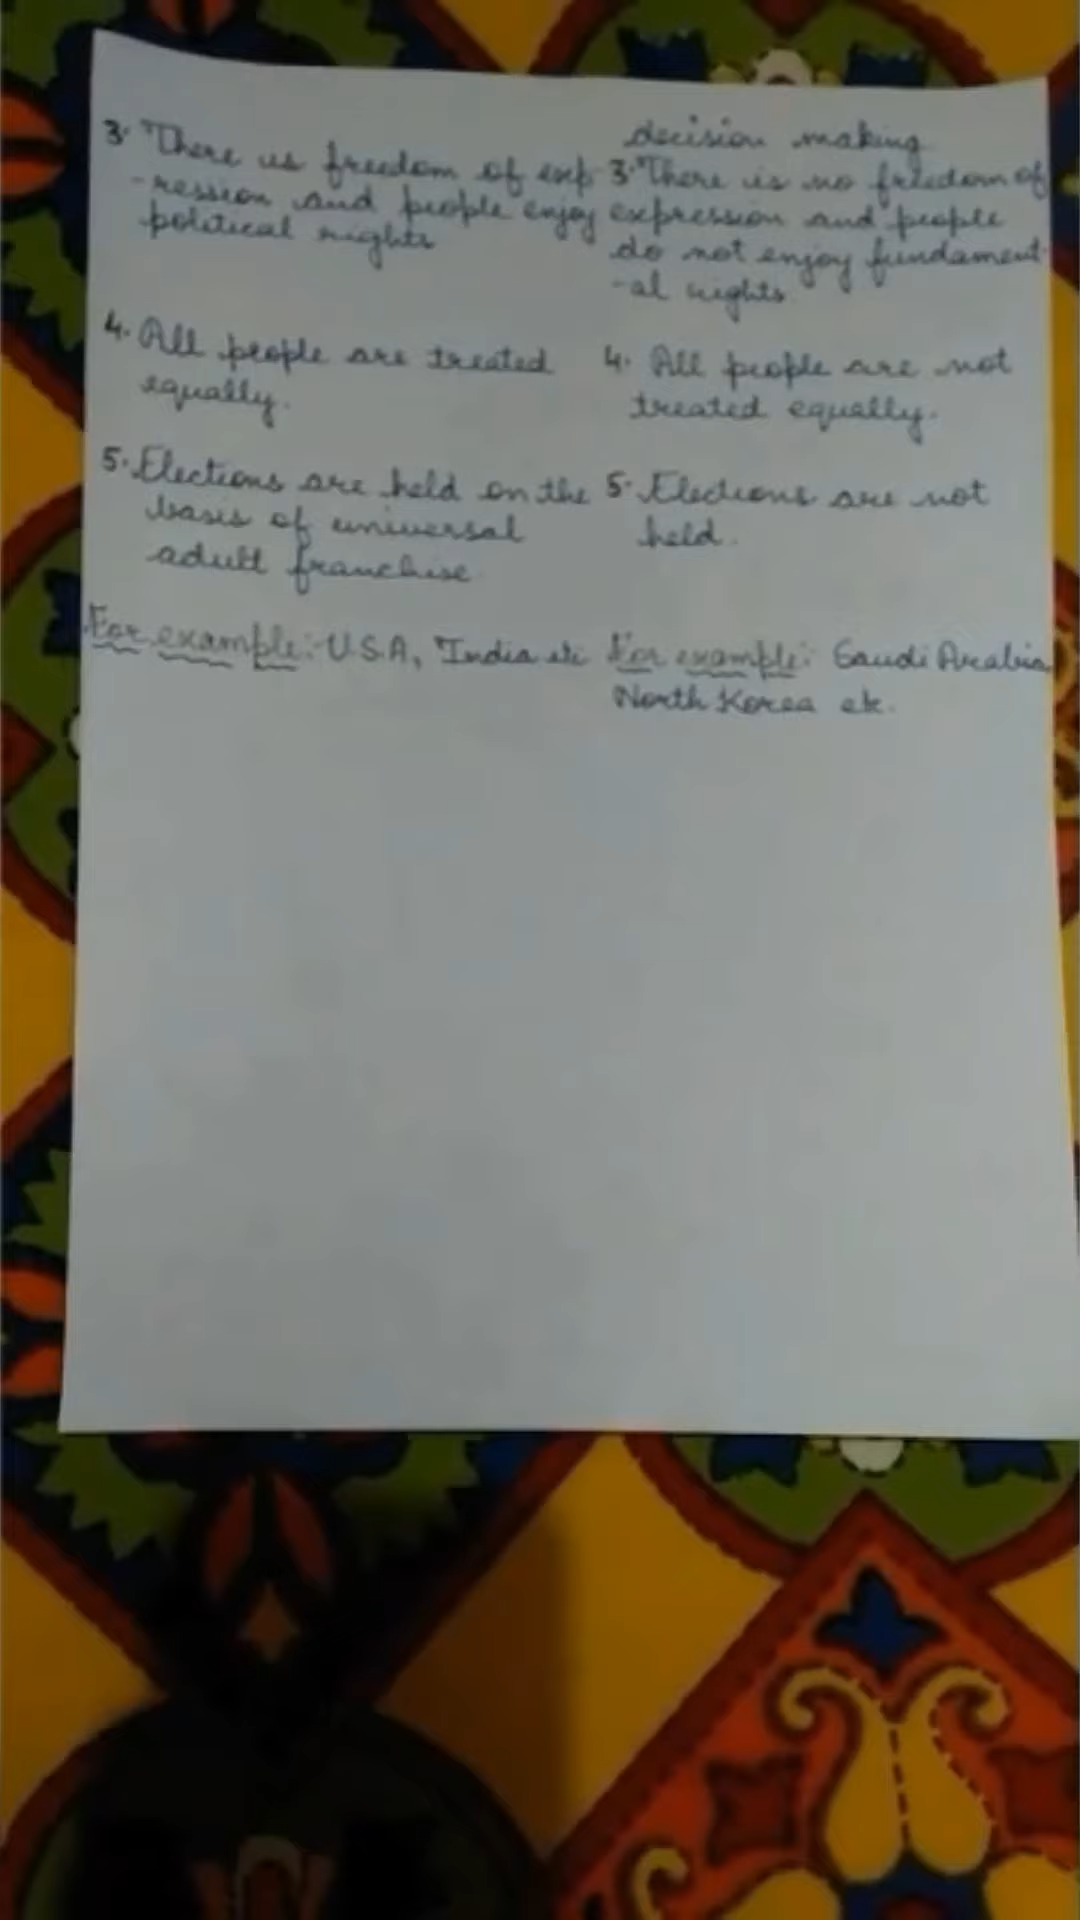 3. There is freedom of exp
-ression and people enjoy
political rights
4. All people are treated
equally.
5. Elections are held on the
basis of universal
adult franchise
For example:- U.S.A, India etc
decision making
3. There is no freedom of
expression and people
do not enjoy fundament-
-al rights
4. All people are not
treated equally.
5. Elections are not
held.
For example: Saudi Arabia,
North Korea etc.